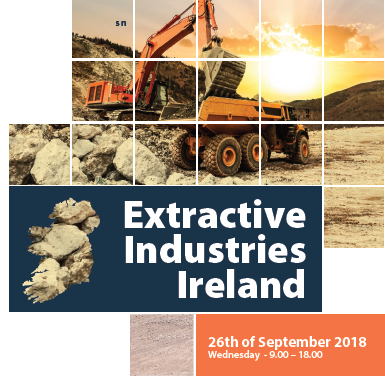 sn
Extractive
Industries
Ireland
26th of September 2018
Wednesday - 9.00 – 18.00